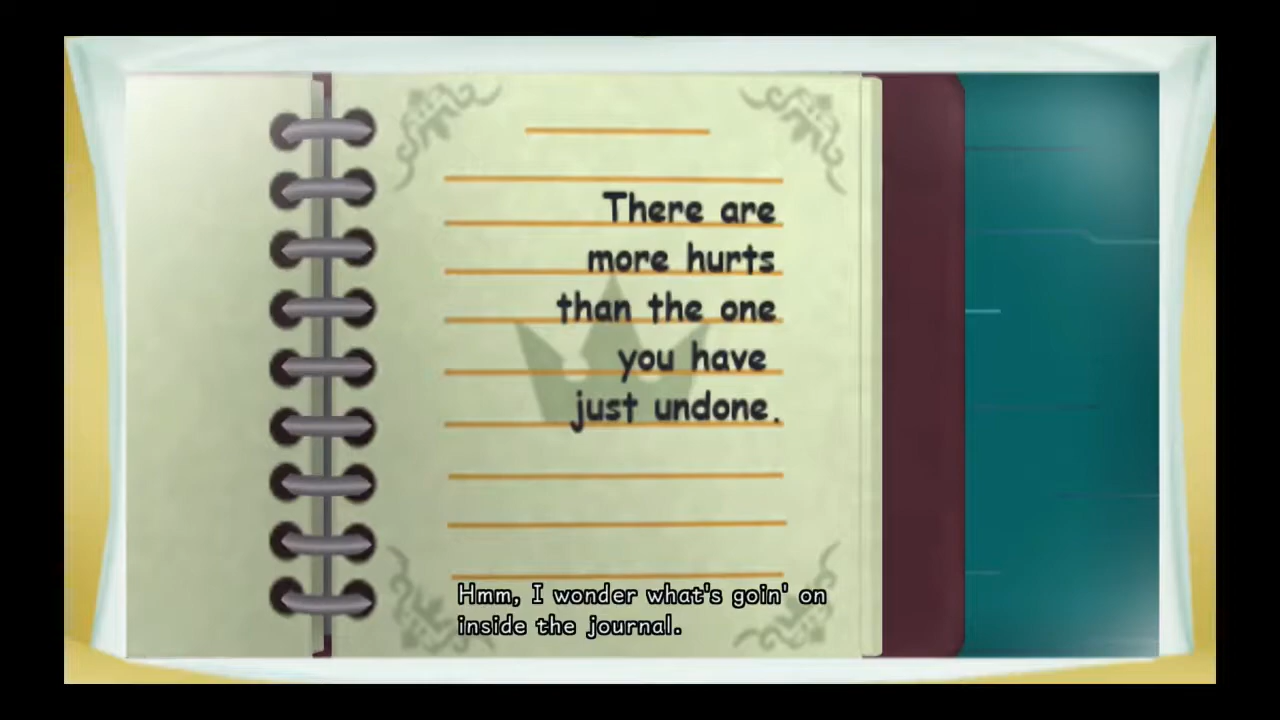 There are
more hurts
than the one
you have
just undone.
Hmm, I wonder what's goin' on
inside the journal.